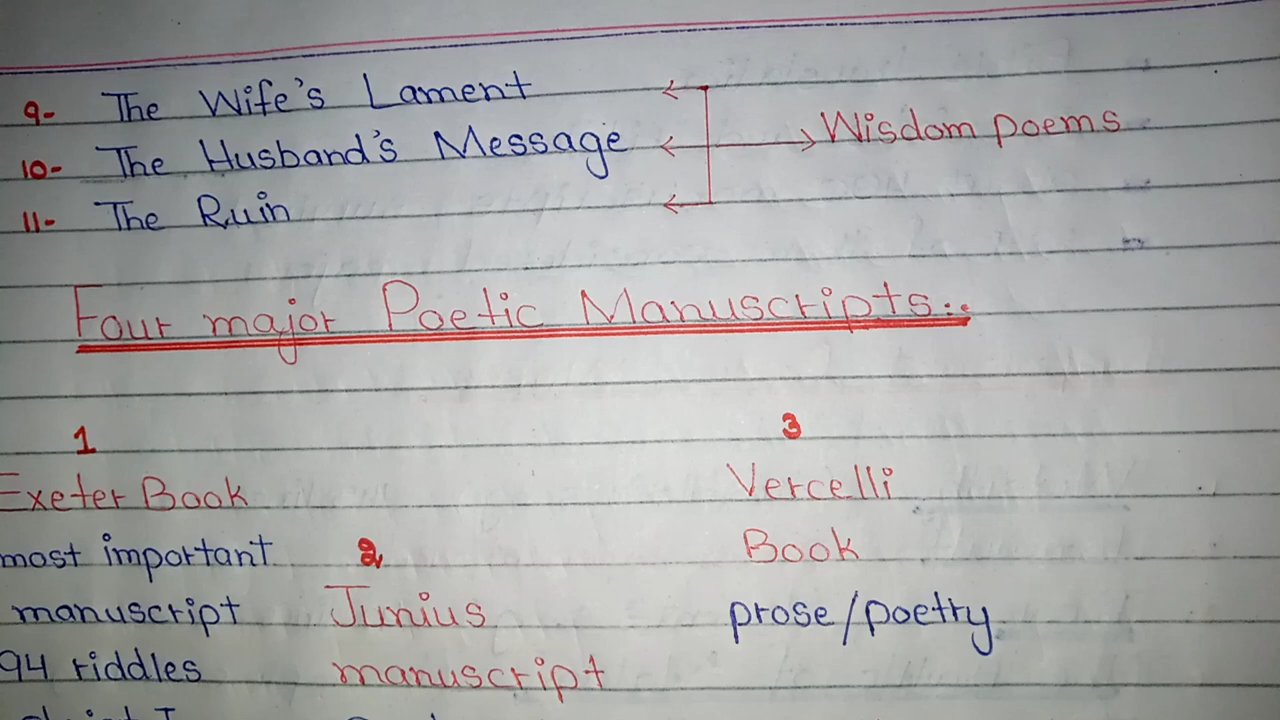 9- The Wife's Lament
10- The Husband's Message
11- The Ruin
Wisdom poems
Four major Poetic Manuscripts
1
Exeter Book
most important
manuscript
94 riddles
2
Junius
manuscript
3
Vercelli
Book
prose/poetry